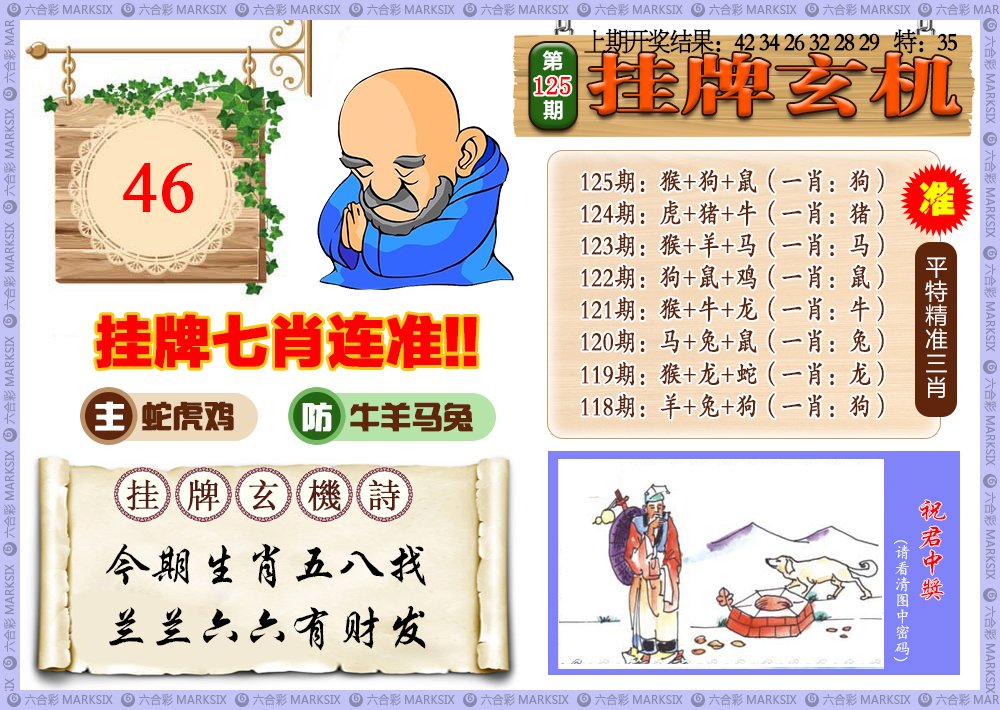 六合彩 MARKSIX
上期开奖结果：42 34 26 32 28 29 特：35
第125期
挂牌玄机
46
挂牌七肖连准!!
主 蛇虎鸡
防 牛羊马兔
挂牌玄機詩
今期生肖五八找
兰兰六六有财发
125期：猴+狗+鼠（一肖：狗）
124期：虎+猪+牛（一肖：猪）
123期：猴+羊+马（一肖：马）
122期：狗+鼠+鸡（一肖：鼠）
121期：猴+牛+龙（一肖：牛）
120期：马+兔+鼠（一肖：兔）
119期：猴+龙+蛇（一肖：龙）
118期：羊+兔+狗（一肖：狗）
准
平特精准三肖
祝君中獎
(请看清图中密码)